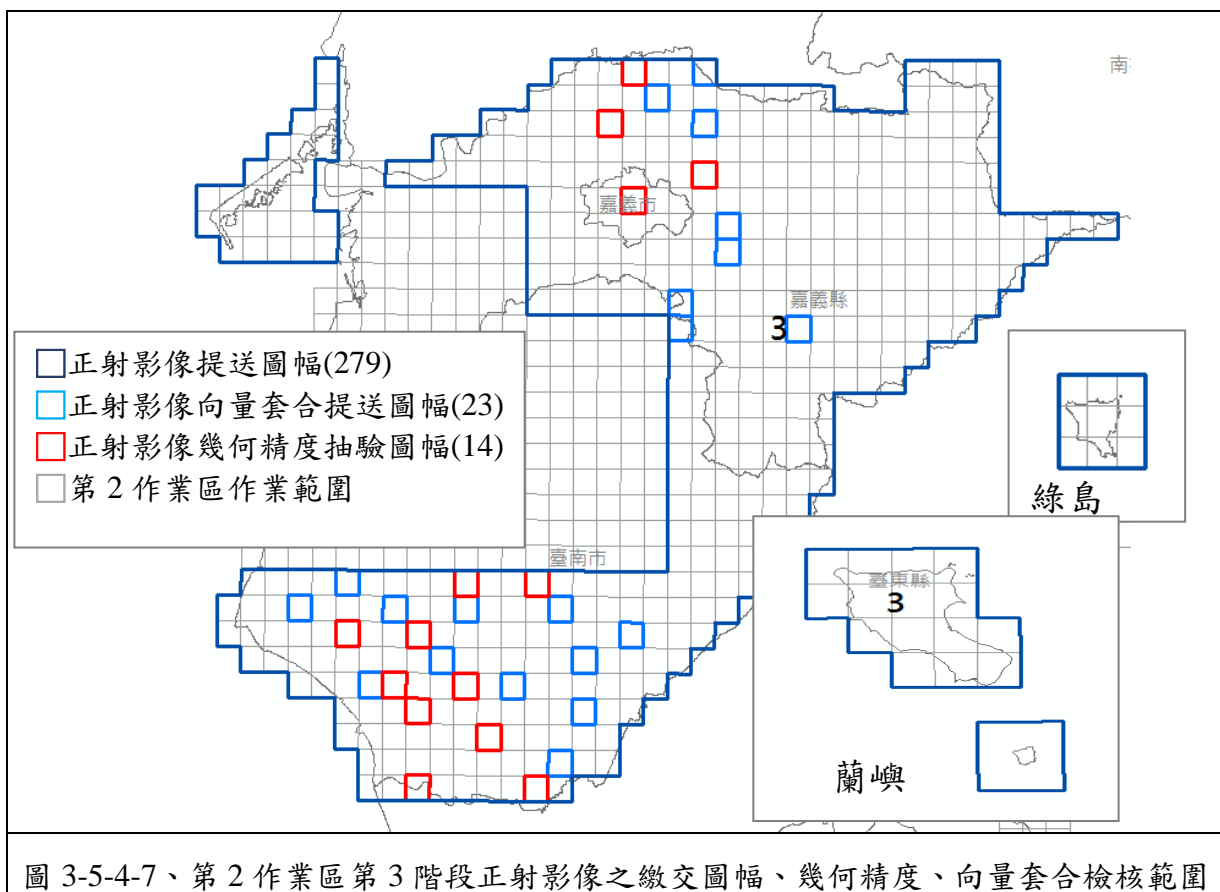 南
嘉義市
嘉義縣
3
正射影像提送圖幅(279)
正射影像向量套合提送圖幅(23)
正射影像幾何精度抽驗圖幅(14)
第 2 作業區作業範圍
綠島
臺南市
臺東縣
3
蘭嶼
圖 3-5-4-7、第 2 作業區第 3 階段正射影像之繳交圖幅、幾何精度、向量套合檢核範圍